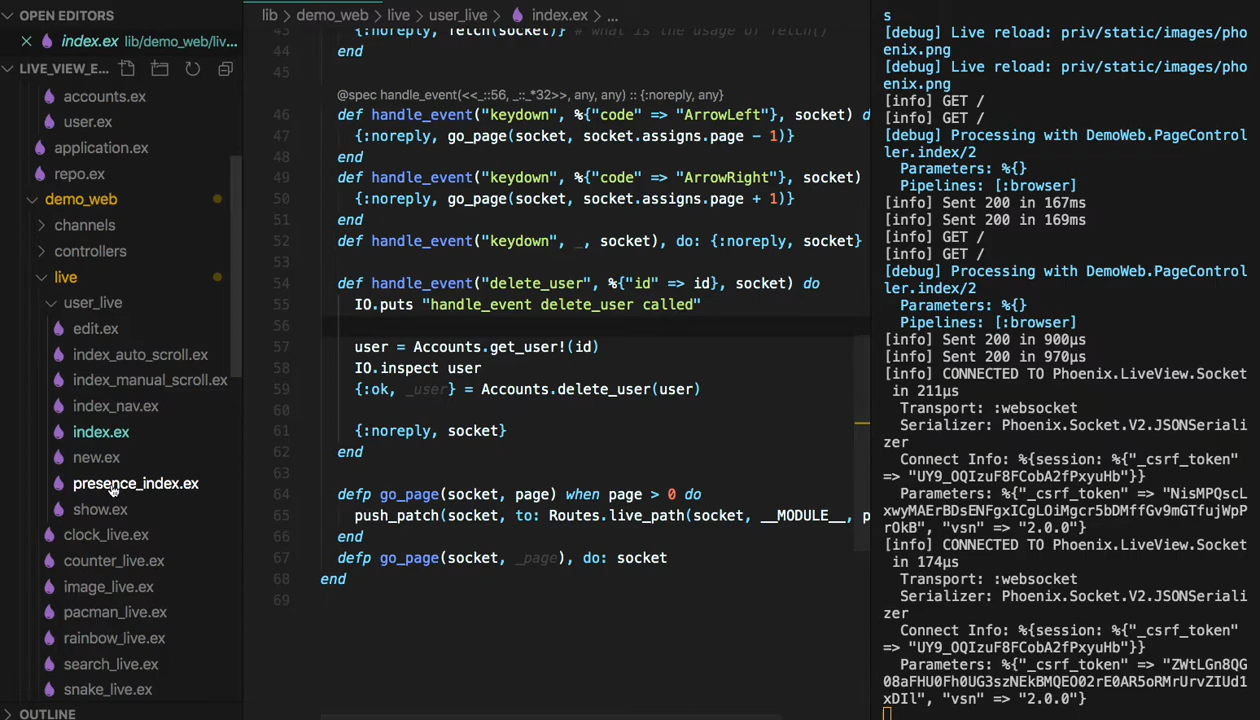 OPEN EDITORS
index.ex lib/demo_web/liv...
LIVE_VIEW_E...
accounts.ex
user.ex
application.ex
repo.ex
demo_web
channels
controllers
live
user_live
edit.ex
index_auto_scroll.ex
index_manual_scroll.ex
index_nav.ex
index.ex
new.ex
presence_index.ex
show.ex
clock_live.ex
counter_live.ex
image_live.ex
pacman_live.ex
rainbow_live.ex
search_live.ex
snake_live.ex
OUTLINE
lib > demo_web > live > user_live > index.ex > ...
43 {:noreply, fetch(socket)} # what is the usage of fetch()
44 end
45
@spec handle_event(<<_::56, _::_*32>>, any, any) :: {:noreply, any}
46 def handle_event("keydown", %{"code" => "ArrowLeft"}, socket) d
47 {:noreply, go_page(socket, socket.assigns.page - 1)}
48 end
49 def handle_event("keydown", %{"code" => "ArrowRight"}, socket)
50 {:noreply, go_page(socket, socket.assigns.page + 1)}
51 end
52 def handle_event("keydown", _, socket), do: {:noreply, socket}
53
54 def handle_event("delete_user", %{"id" => id}, socket) do
55 IO.puts "handle_event delete_user called"
56
57 user = Accounts.get_user!(id)
58 IO.inspect user
59 {:ok, _user} = Accounts.delete_user(user)
60
61 {:noreply, socket}
62 end
63
64 defp go_page(socket, page) when page > 0 do
65 push_patch(socket, to: Routes.live_path(socket, __MODULE__, p
66 end
67 defp go_page(socket, _page), do: socket
68 end
69
s
[debug] Live reload: priv/static/images/pho
enix.png
[debug] Live reload: priv/static/images/pho
enix.png
[info] GET /
[info] GET /
[debug] Processing with DemoWeb.PageControl
ler.index/2
Parameters: %{}
Pipelines: [:browser]
[info] Sent 200 in 167ms
[info] Sent 200 in 169ms
[info] GET /
[info] GET /
[debug] Processing with DemoWeb.PageControl
ler.index/2
Parameters: %{}
Pipelines: [:browser]
[info] Sent 200 in 900µs
[info] Sent 200 in 970µs
[info] CONNECTED TO Phoenix.LiveView.Socket
in 211µs
Transport: :websocket
Serializer: Phoenix.Socket.V2.JSONSeriali
zer
Connect Info: %{session: %{"_csrf_token"
=> "UY9_OQIzuF8FCobA2fPxyuHb"}}
Parameters: %{"_csrf_token" => "NisMPQscL
xwyMAErBDsENFgxICgLOiMgcr5bDMffGv9mGTfujWpP
rOkB", "vsn" => "2.0.0"}
[info] CONNECTED TO Phoenix.LiveView.Socket
in 174µs
Transport: :websocket
Serializer: Phoenix.Socket.V2.JSONSeriali
zer
Connect Info: %{session: %{"_csrf_token"
=> "UY9_OQIzuF8FCobA2fPxyuHb"}}
Parameters: %{"_csrf_token" => "ZWtLGn8QG
08aFHU0Fh0UG3szNEkBMQEO02rE0AR5oRMrUrvZIUd1
xDIl", "vsn" => "2.0.0"}